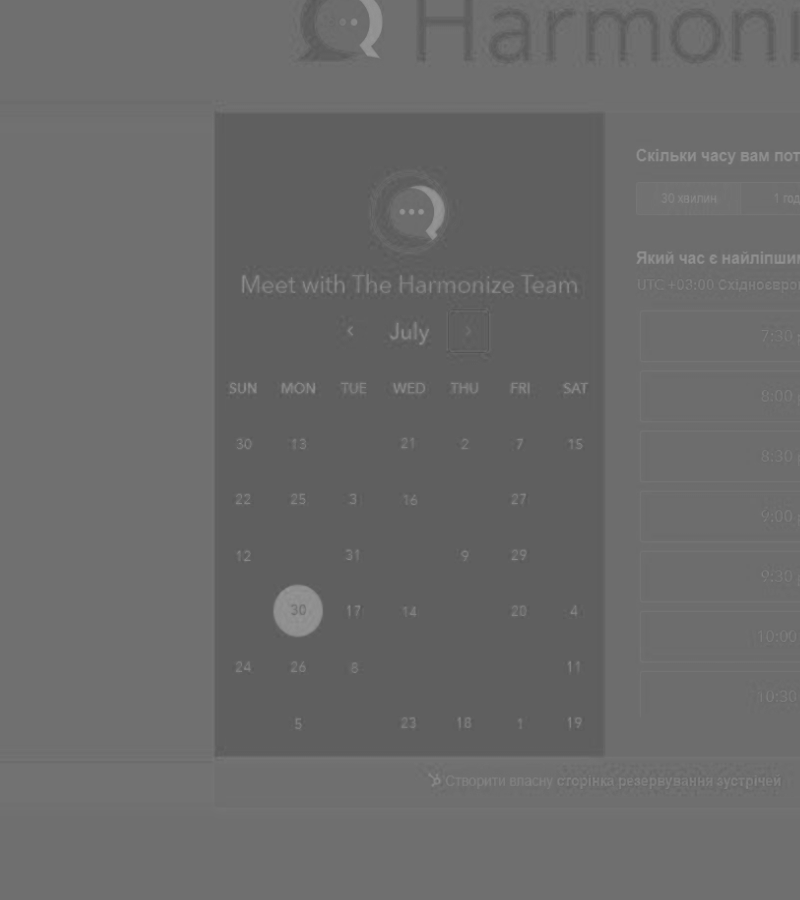 Harmoni
Скільки часу вам пот
30 хвилин 1 год
Meet with The Harmonize Team
Який час є найліпши
UTC +03:00 Східноєвро
July
7:30
SUN MON TUE WED THU FRI SAT
8:00
30 13 21 2 7 15
8:30
22 25 3 16 27
9:00
12 31 9 29
9:30
30 17 14 20 4
10:00
24 26 8 11
10:30
5 23 18 1 19
Створити власну сторінка резервування зустрічей